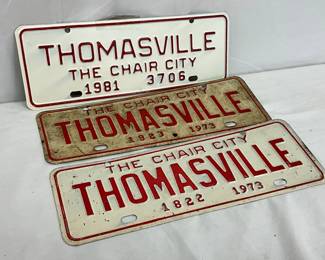 THOMASVILLE
THE CHAIR CITY
1981 3706
THE CHAIR CITY
THOMASVILLE
1823 1973
THE CHAIR CITY
THOMASVILLE
1822 1973